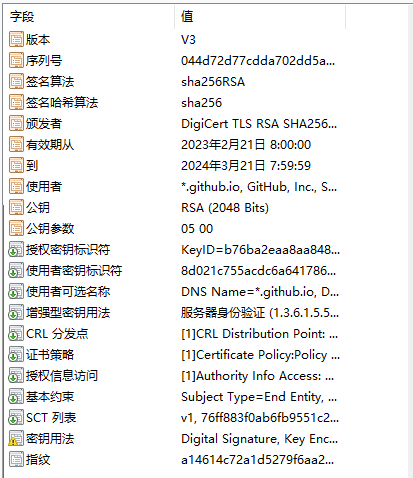 字段 值
版本 V3
序列号 044d72d77cdda702dd5a...
签名算法 sha256RSA
签名哈希算法 sha256
颁发者 DigiCert TLS RSA SHA256...
有效期从 2023年2月21日 8:00:00
到 2024年3月21日 7:59:59
使用者 *.github.io, GitHub, Inc., S...
公钥 RSA (2048 Bits)
公钥参数 05 00
授权密钥标识符 KeyID=b76ba2eaa8aa848...
使用者密钥标识符 8d021c755acdc6a641786...
使用者可选名称 DNS Name=*.github.io, D...
增强型密钥用法 服务器身份验证 (1.3.6.1.5.5...
CRL 分发点 [1]CRL Distribution Point: ...
证书策略 [1]Certificate Policy:Policy ...
授权信息访问 [1]Authority Info Access: ...
基本约束 Subject Type=End Entity, ...
SCT 列表 v1, 76ff883f0ab6fb9551c2...
密钥用法 Digital Signature, Key Enc...
指纹 a14614c72a1d5279f6aa2...